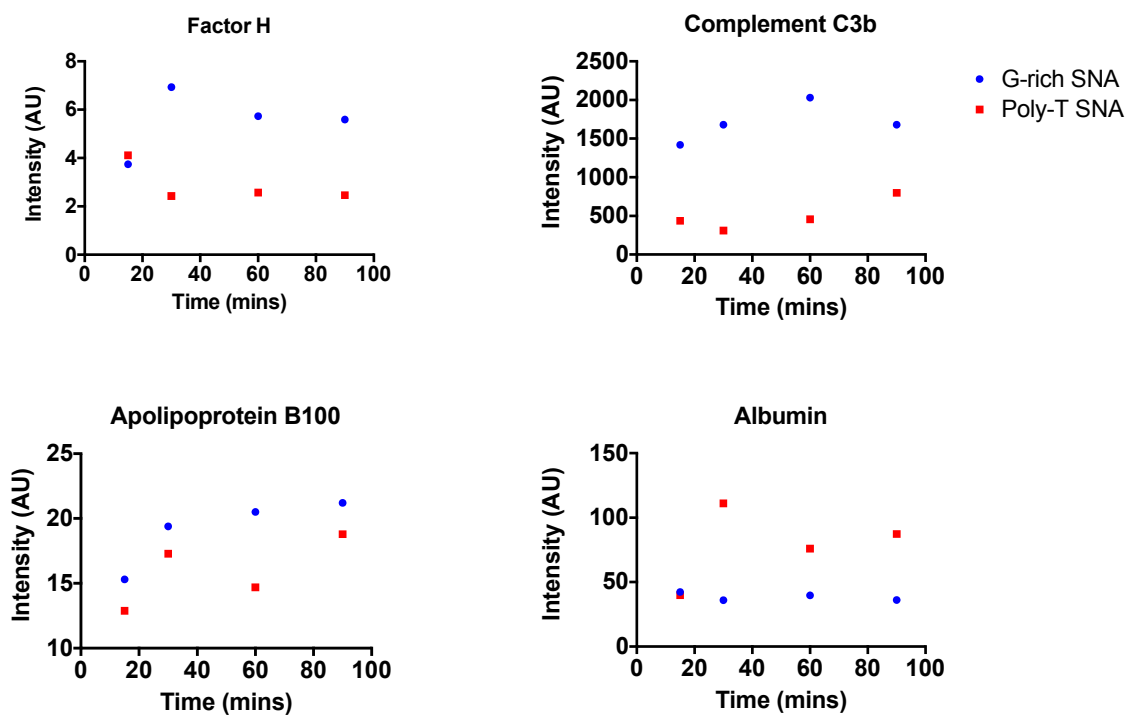 Factor H
Intensity (AU)
8
6
4
2
0
0 20 40 60 80 100
Time (mins)
Complement C3b
Intensity (AU)
2500
2000
1500
1000
500
0
0 20 40 60 80 100
Time (mins)
G-rich SNA
Poly-T SNA
Apolipoprotein B100
Intensity (AU)
25
20
15
10
0 20 40 60 80 100
Time (mins)
Albumin
Intensity (AU)
150
100
50
0
0 20 40 60 80 100
Time (mins)